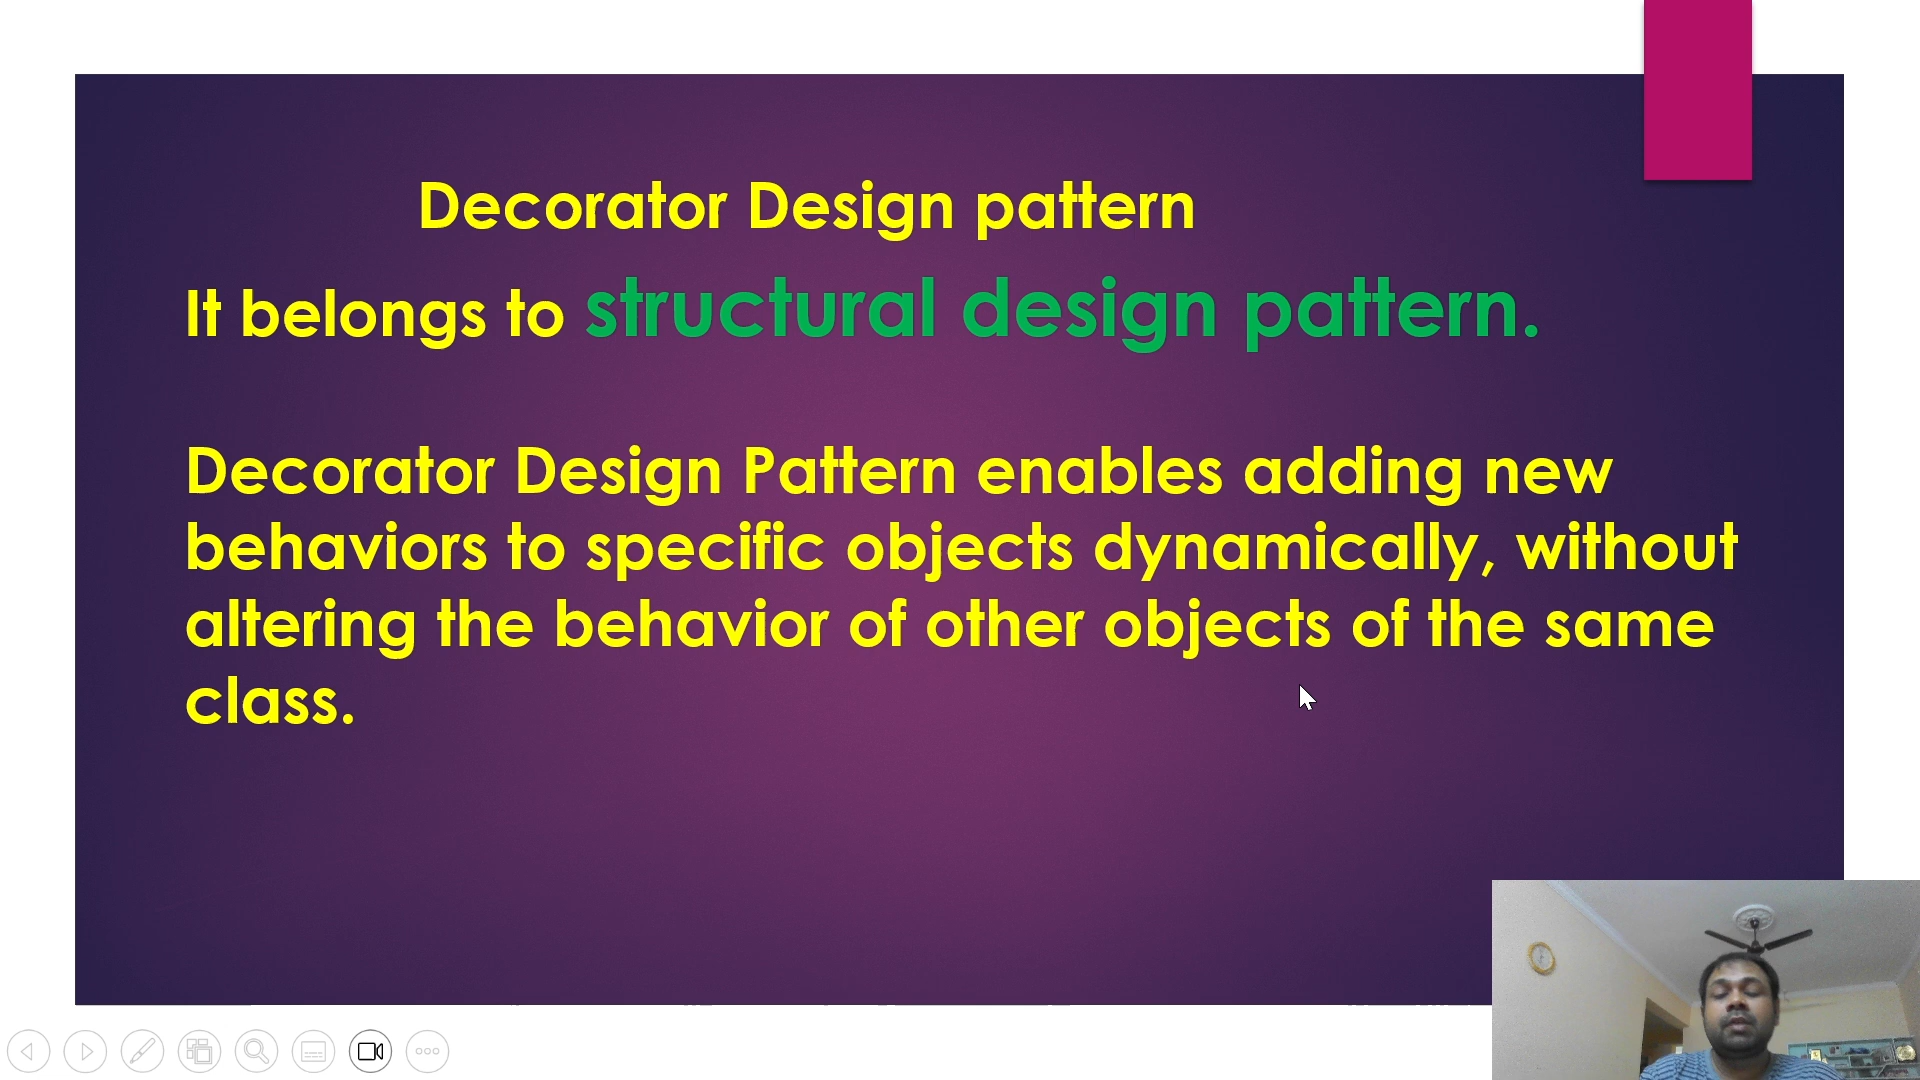 Decorator Design pattern
It belongs to structural design pattern.
Decorator Design Pattern enables adding new
behaviors to specific objects dynamically, without
altering the behavior of other objects of the same
class.